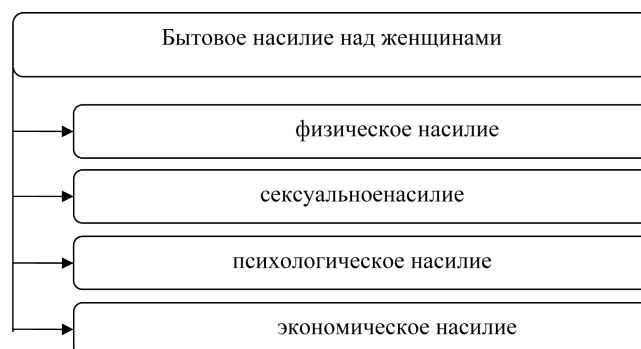 Бытовое насилие над женщинами
физическое насилие
сексуальноенасилие
психологическое насилие
экономическое насилие